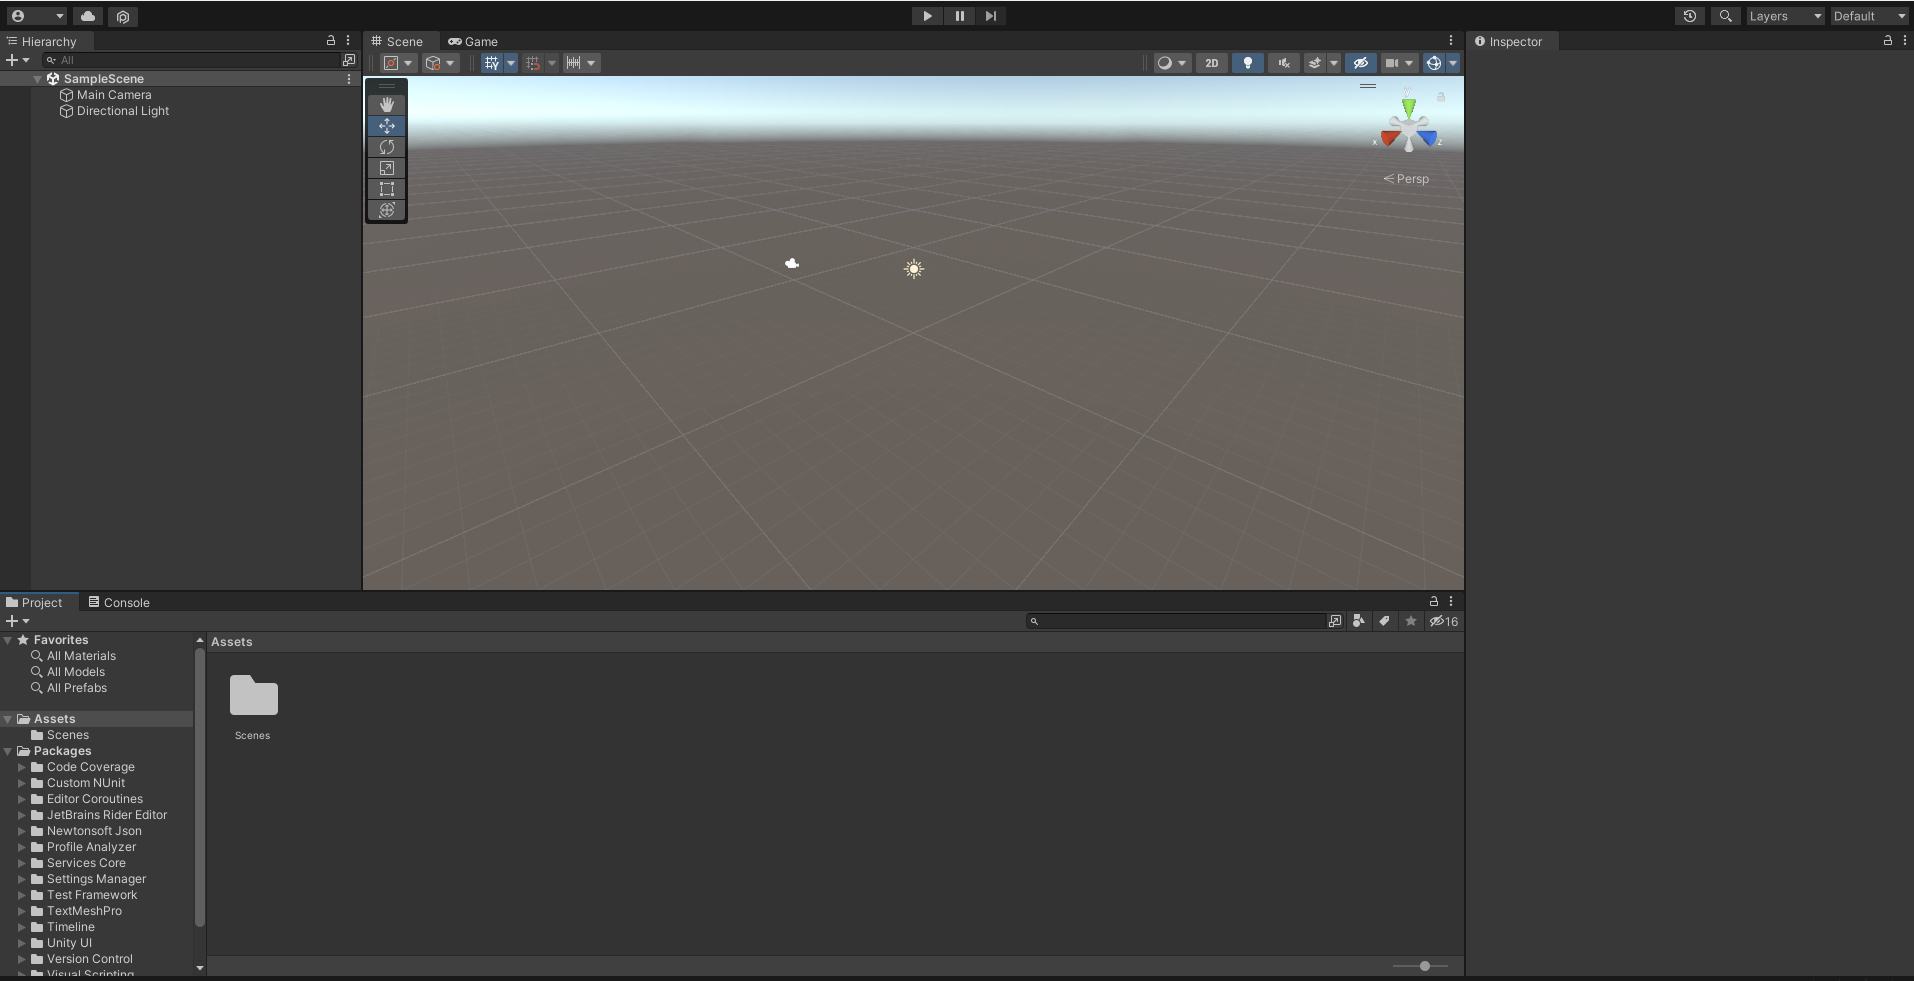 Layers
Default
Hierarchy
All
SampleScene
Main Camera
Directional Light
Scene
Game
2D
y
x
z
Persp
Inspector
Project
Console
16
Favorites
All Materials
All Models
All Prefabs
Assets
Scenes
Packages
Code Coverage
Custom NUnit
Editor Coroutines
JetBrains Rider Editor
Newtonsoft Json
Profile Analyzer
Services Core
Settings Manager
Test Framework
TextMeshPro
Timeline
Unity UI
Version Control
Visual Scripting
Assets
Scenes